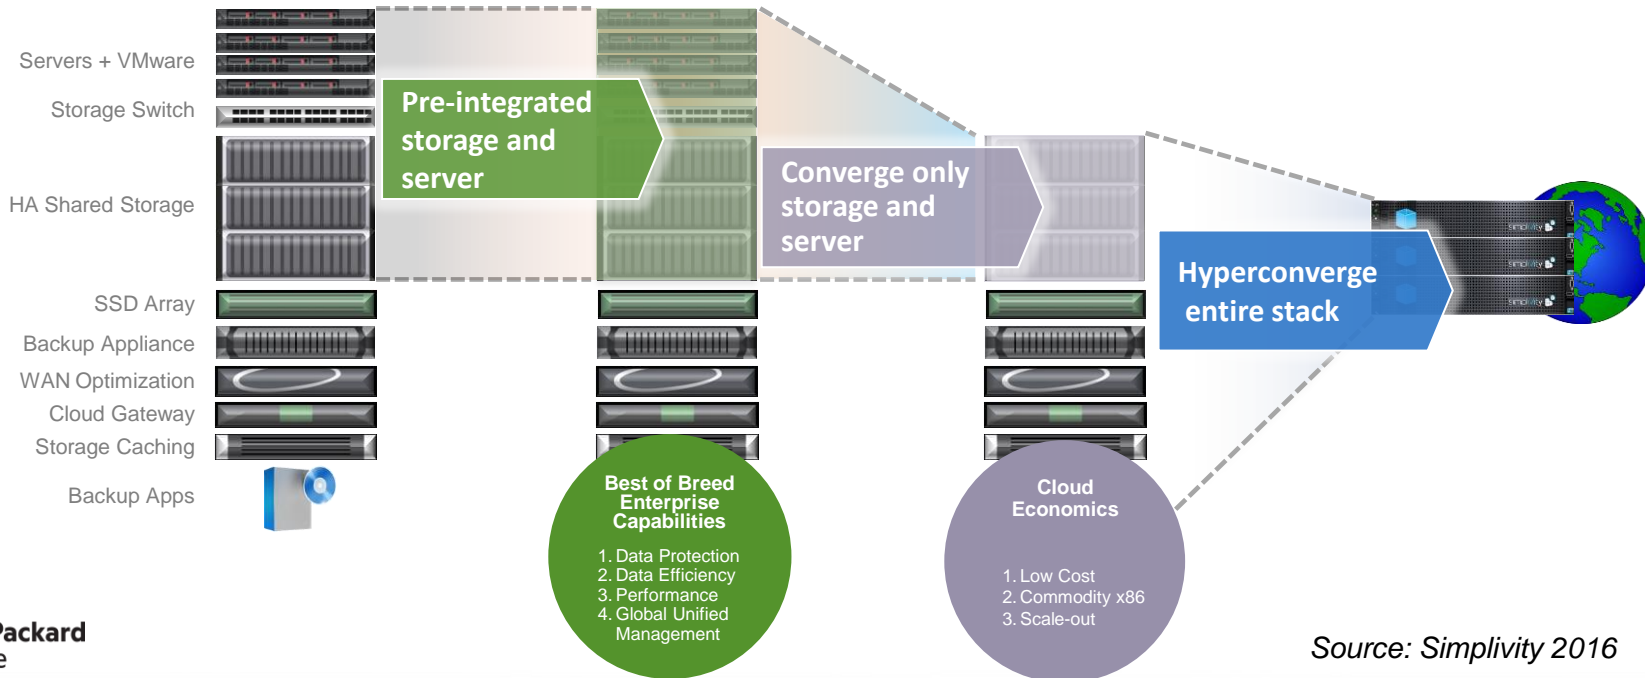 Servers + VMware
Storage Switch
HA Shared Storage
SSD Array
Backup Appliance
WAN Optimization
Cloud Gateway
Storage Caching
Backup Apps
Pre-integrated
storage and
server
Converge only
storage and
server
Hyperconverge
entire stack
SimpliVity
SimpliVity
SimpliVity
Best of Breed
Enterprise
Capabilities
1. Data Protection
2. Data Efficiency
3. Performance
4. Global Unified
Management
Cloud
Economics
1. Low Cost
2. Commodity x86
3. Scale-out
Packard
e
Source: Simplivity 2016